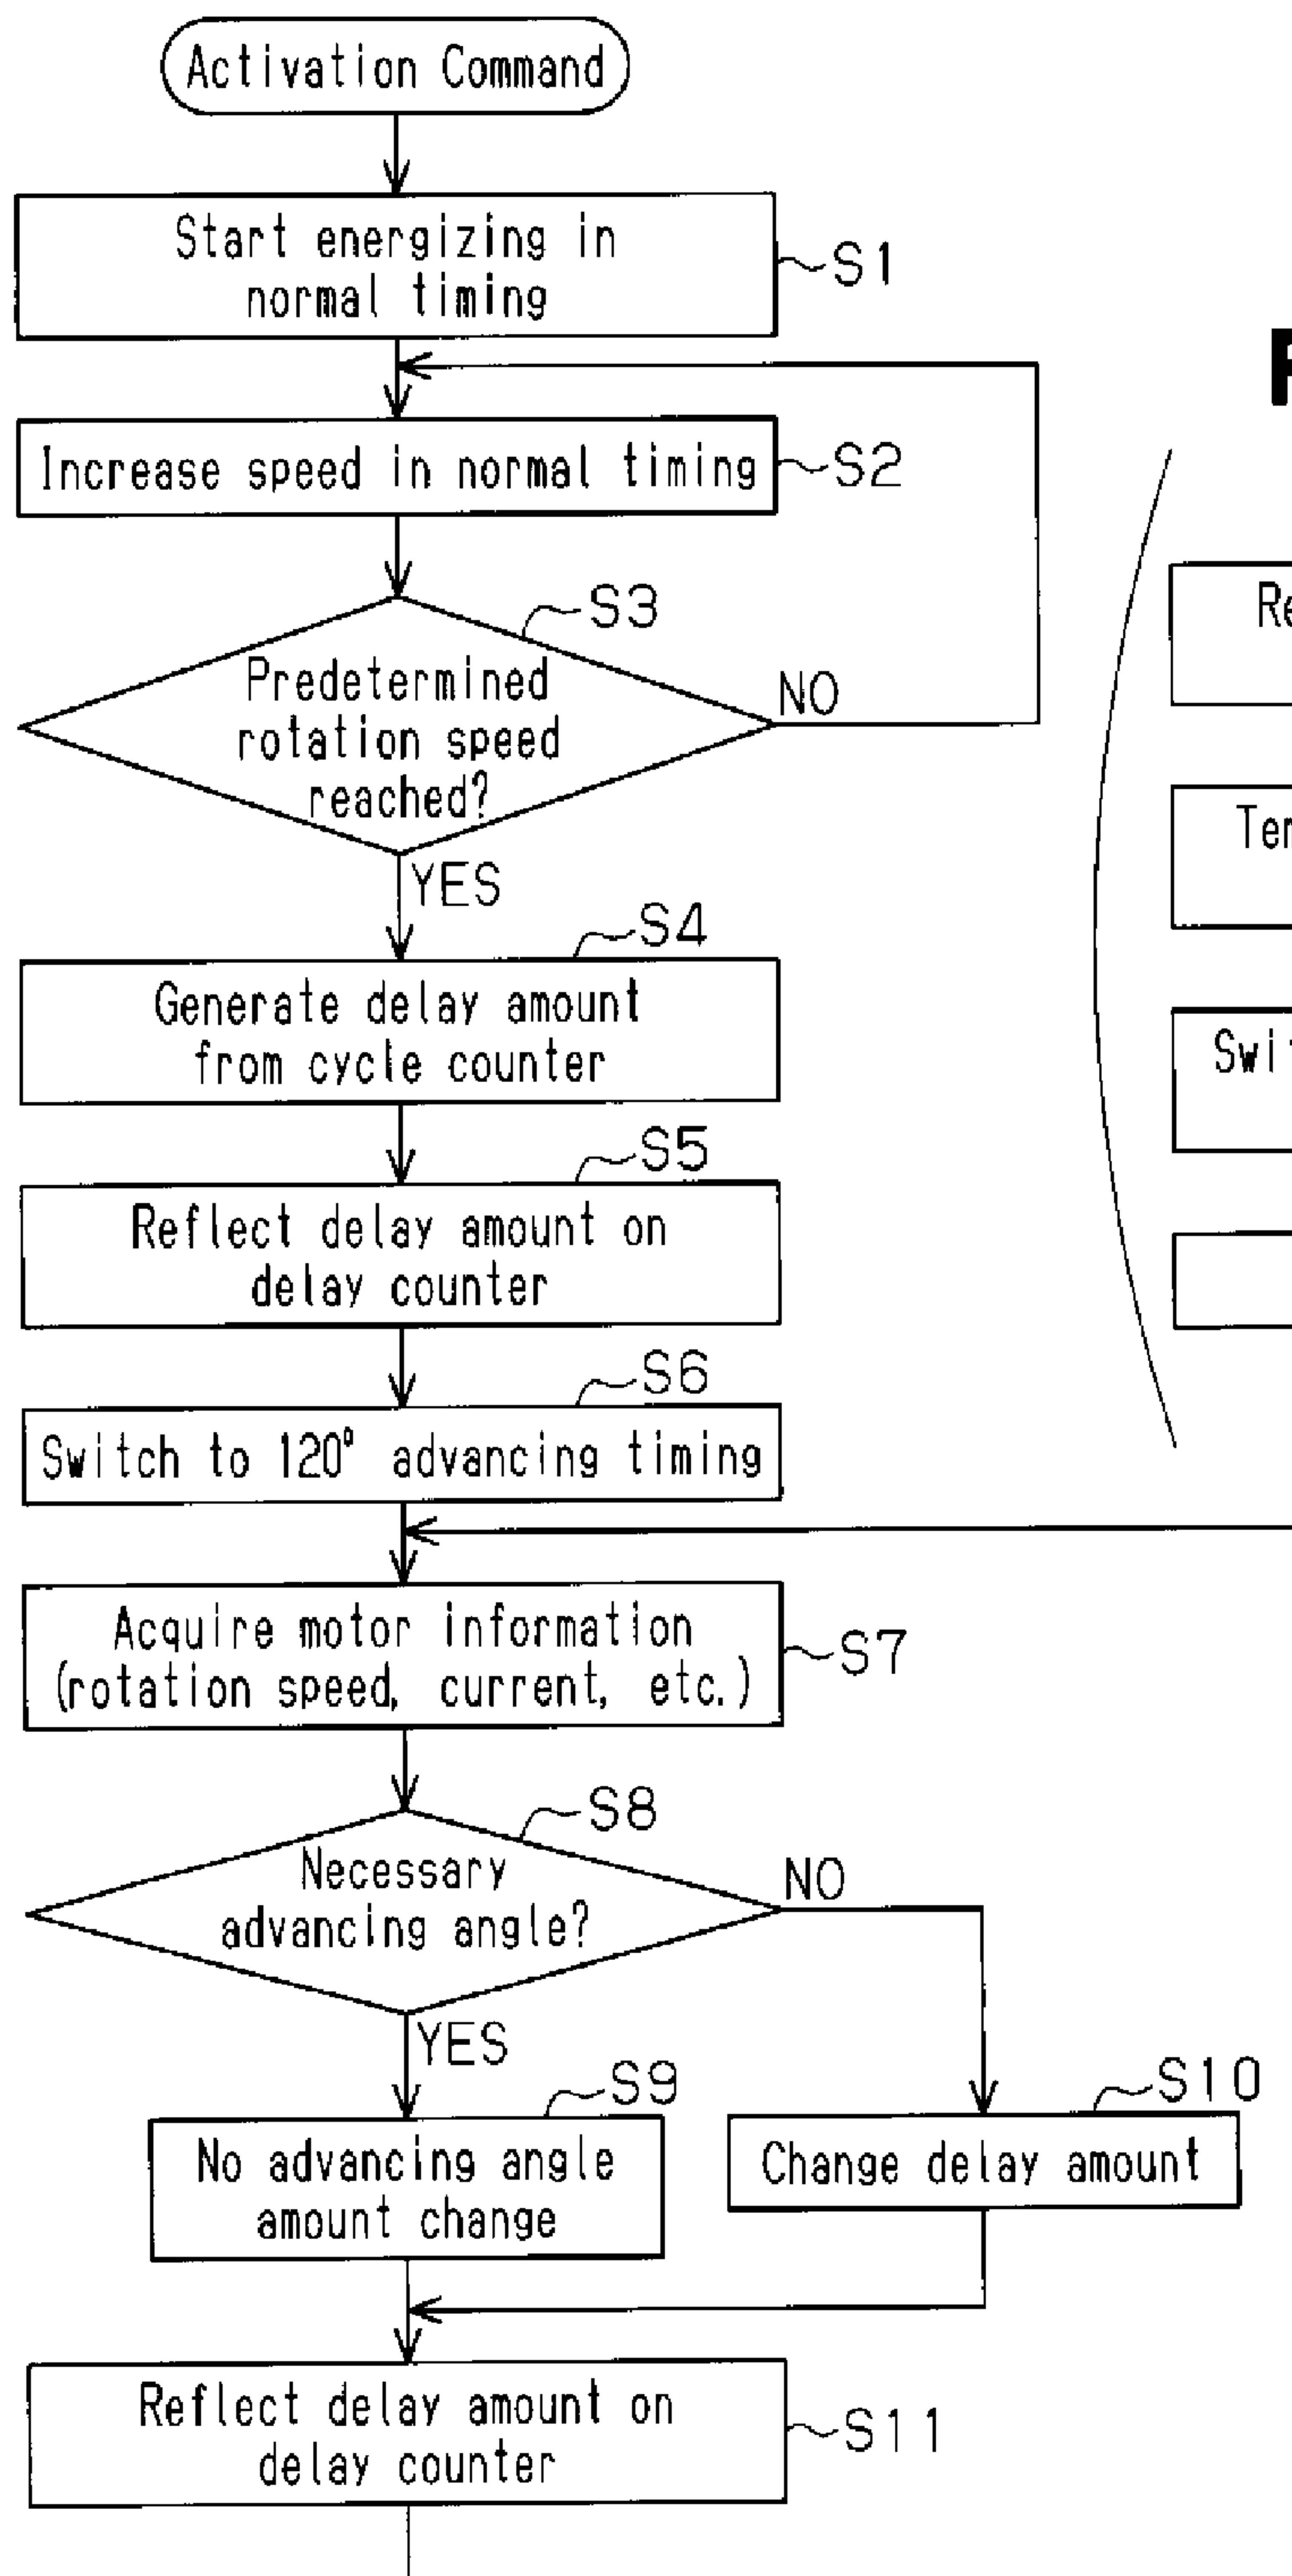 Activation Command
Start energizing in
normal timing
S1
Increase speed in normal timing
S2
S3
Predetermined
rotation speed
reached?
NO
YES
S4
Generate delay amount
from cycle counter
S5
Reflect delay amount on
delay counter
S6
Switch to 120° advancing timing
Acquire motor information
(rotation speed, current, etc.)
S7
S8
Necessary
advancing angle?
NO
YES
S9
No advancing angle
amount change
S10
Change delay amount
Reflect delay amount on
delay counter
S11